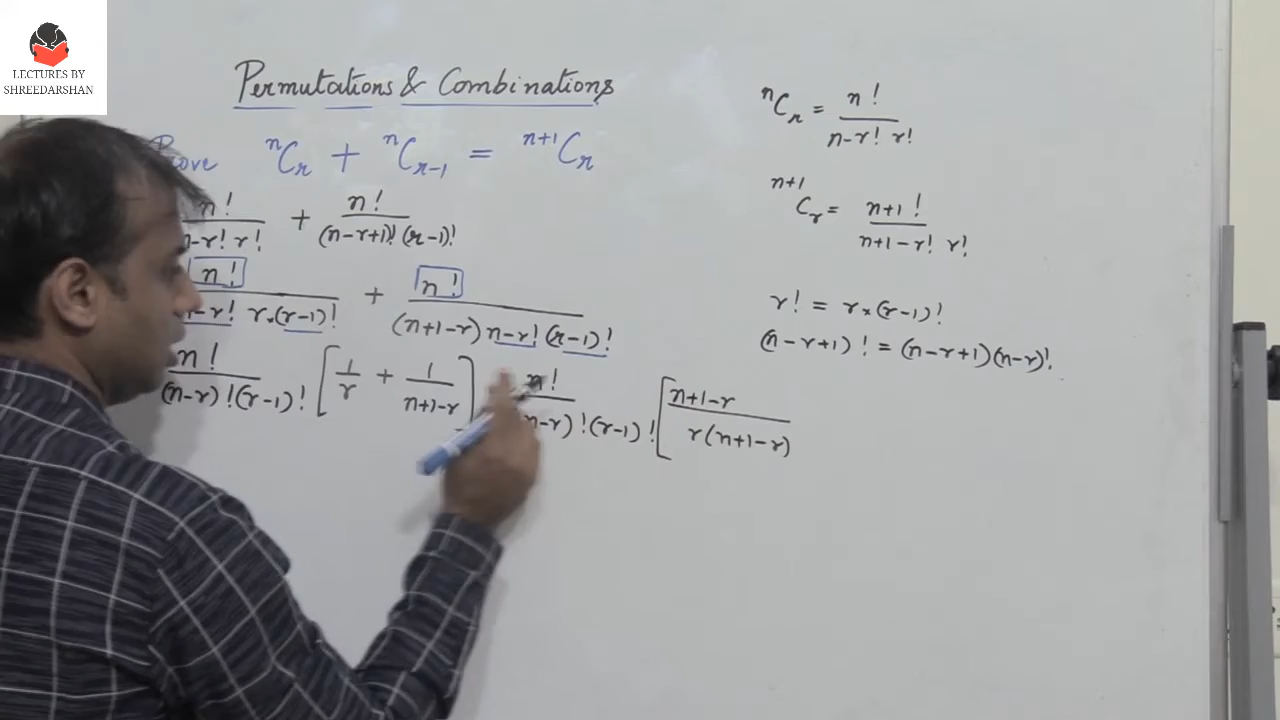 LECTURES BY
SHREEDARSHAN
Permutations & Combinations
Prove ⁿCᵣ + ⁿCᵣ₋₁ = ⁿ⁺¹Cᵣ
n!
n-r! r!
+
n!
(n-r+1)! (r-1)!
n!
n-r! r.(r-1)!
+
n!
(n+1-r) n-r! (r-1)!
n!
(n-r)! (r-1)!
[ 1/r + 1/(n+1-r) ]
n!
(n-r)! (r-1)!
[ n+1-r
r(n+1-r)
ⁿCᵣ = n!
n-r! r!
ⁿ⁺¹Cᵣ = n+1!
n+1-r! r!
r! = r×(r-1)!
(n-r+1)! = (n-r+1)(n-r)!